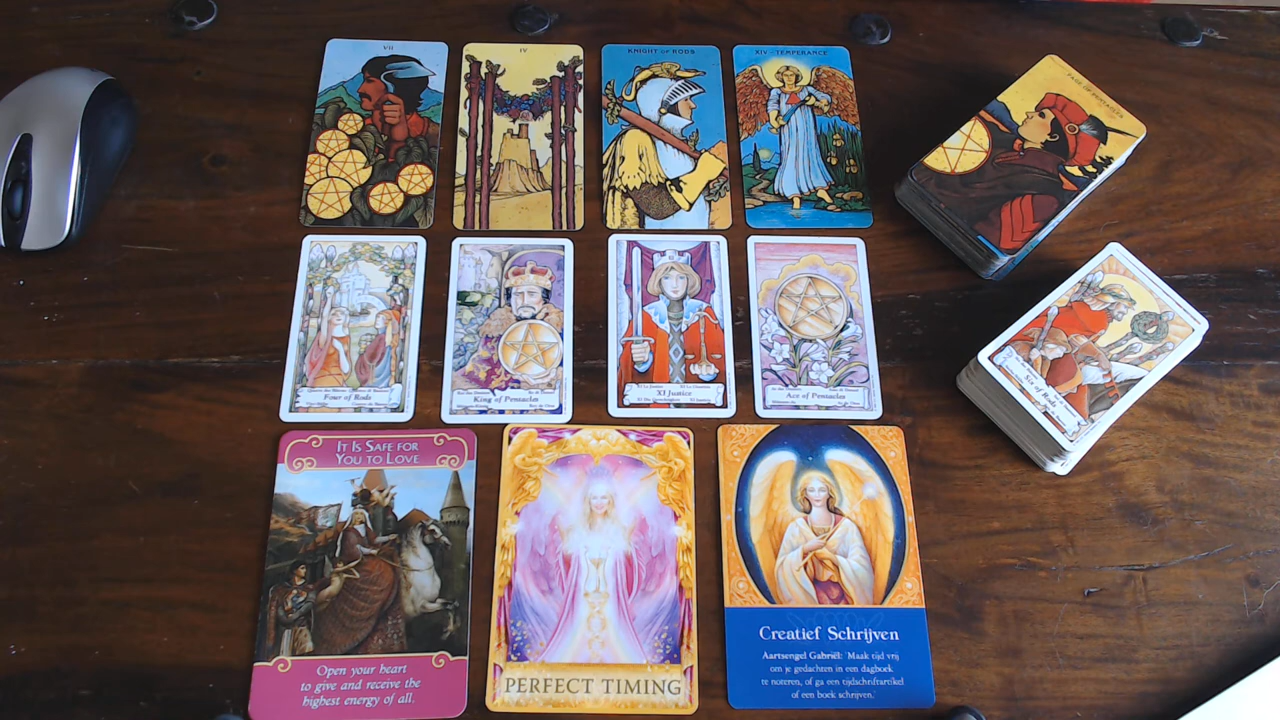 VII
IV
KNIGHT OF RODS
XIV - TEMPERANCE
PAGE OF PENTACLES
Four of Rods
King of Pentacles
XI Justice
Ace of Pentacles
Six of Rods
IT IS SAFE FOR
YOU TO LOVE
Open your heart
to give and receive the
highest energy of all.
PERFECT TIMING
Creatief Schrijven
Aartsengel Gabriël: 'Maak tijd vrij
om je gedachten in een dagboek
te noteren, of ga een tijdschriftartikel
of een boek schrijven.'